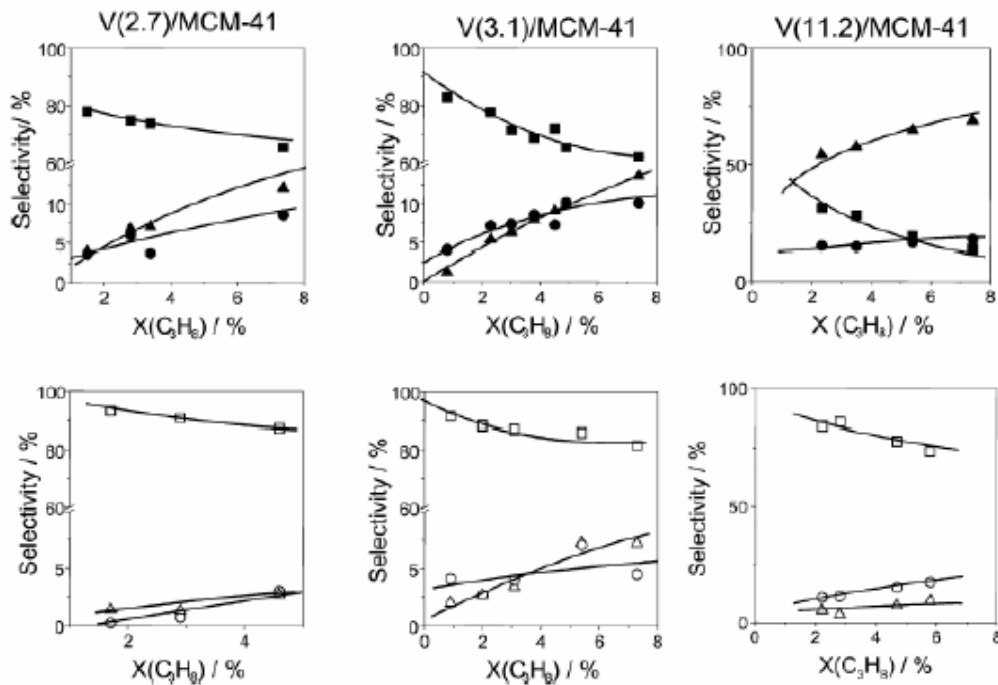 V(2.7)/MCM-41 V(3.1)/MCM-41 V(11.2)/MCM-41
Selectivity/ %
100
80
60
10
5
0
2 4 6 8
X(C3H8) / %
Selectivity / %
100
80
60
10
5
0
0 2 4 6 8
X(C3H8) / %
Selectivity / %
100
50
0
0 2 4 6 8
X (C3H8) / %
Selectivity / %
100
80
60
5
0
2 4
X(C3H8) / %
Selectivity / %
100
80
60
5
0
0 2 4 6 8
X(C3H8) / %
Selectivity / %
100
50
0
0 2 4 6 8
X(C3H8) / %